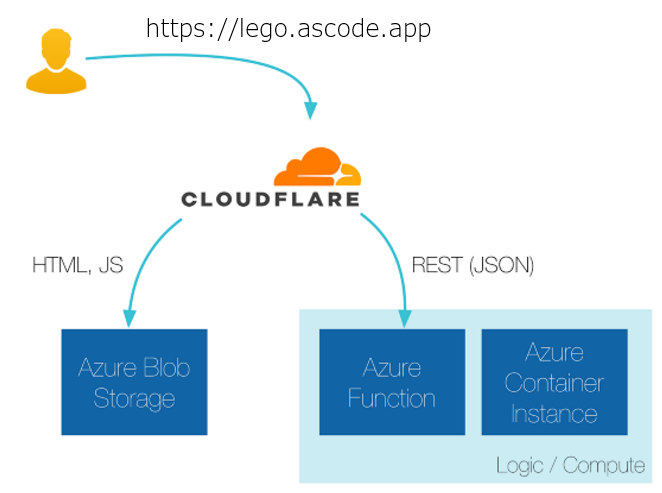 https://lego.ascode.app
CLOUDFLARE
HTML, JS
REST (JSON)
Azure Blob
Storage
Azure
Function
Azure
Container
Instance
Logic / Compute